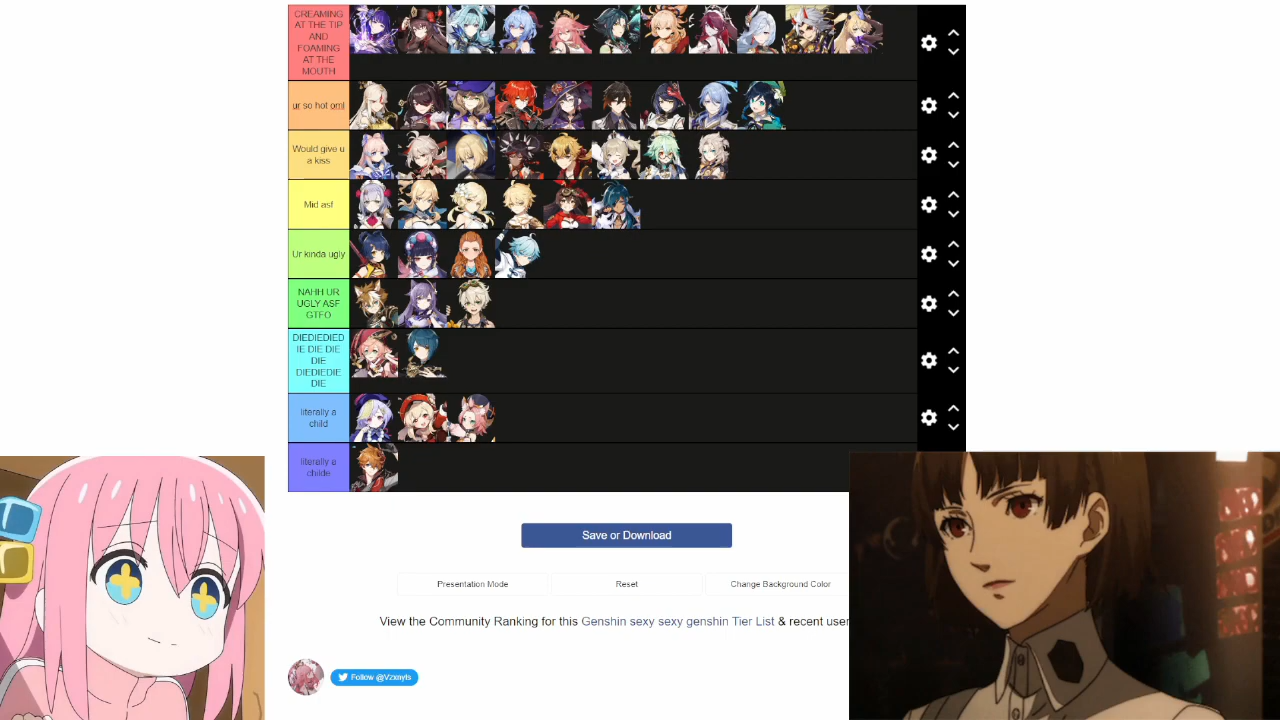 CREAMING
AT THE TIP
AND
FOAMING
AT THE
MOUTH
ur so hot oml
Would give u
a kiss
Mid asf
Ur kinda ugly
NAHH UR
UGLY ASF
GTFO
DIEDIEDIED
IE DIE DIE
DIE
DIEDIEDIE
DIE
literally a
child
literally a
childe
Save or Download
Presentation Mode
Reset
Change Background Color
View the Community Ranking for this Genshin sexy sexy genshin Tier List & recent user
Follow @Vzxnyls